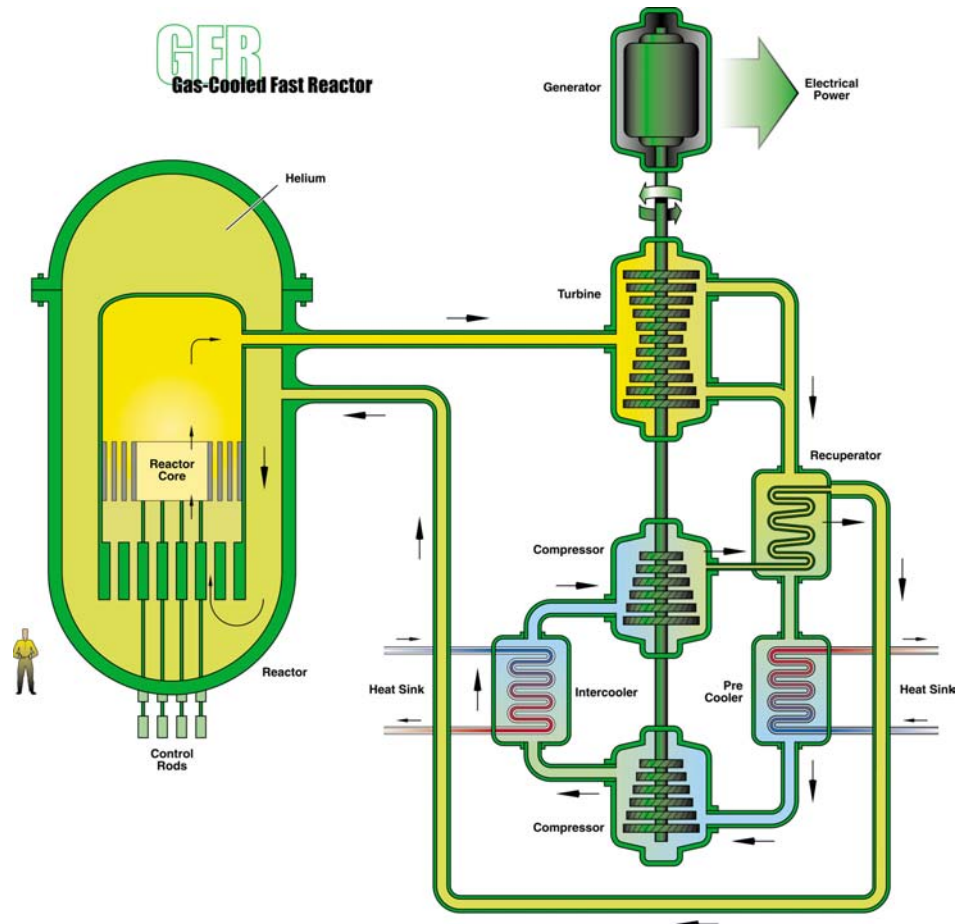 GFR
Gas-Cooled Fast Reactor
Generator
Electrical
Power
Helium
Turbine
Reactor
Core
Recuperator
Compressor
Reactor
Heat Sink
Intercooler
Pre
Cooler
Heat Sink
Control
Rods
Compressor